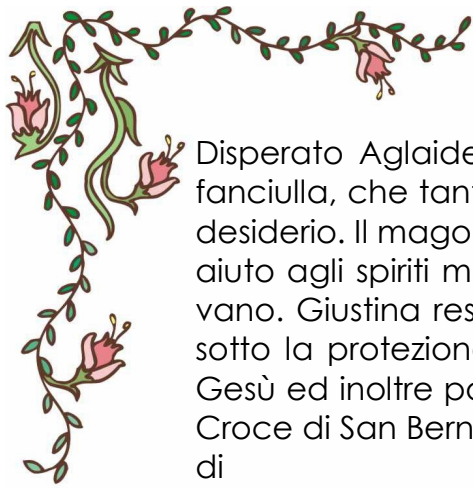 Disperato Aglaide
fanciulla, che tant
desiderio. Il mago
aiuto agli spiriti m
vano. Giustina res
sotto la protezione
Gesù ed inoltre po
Croce di San Bern
di